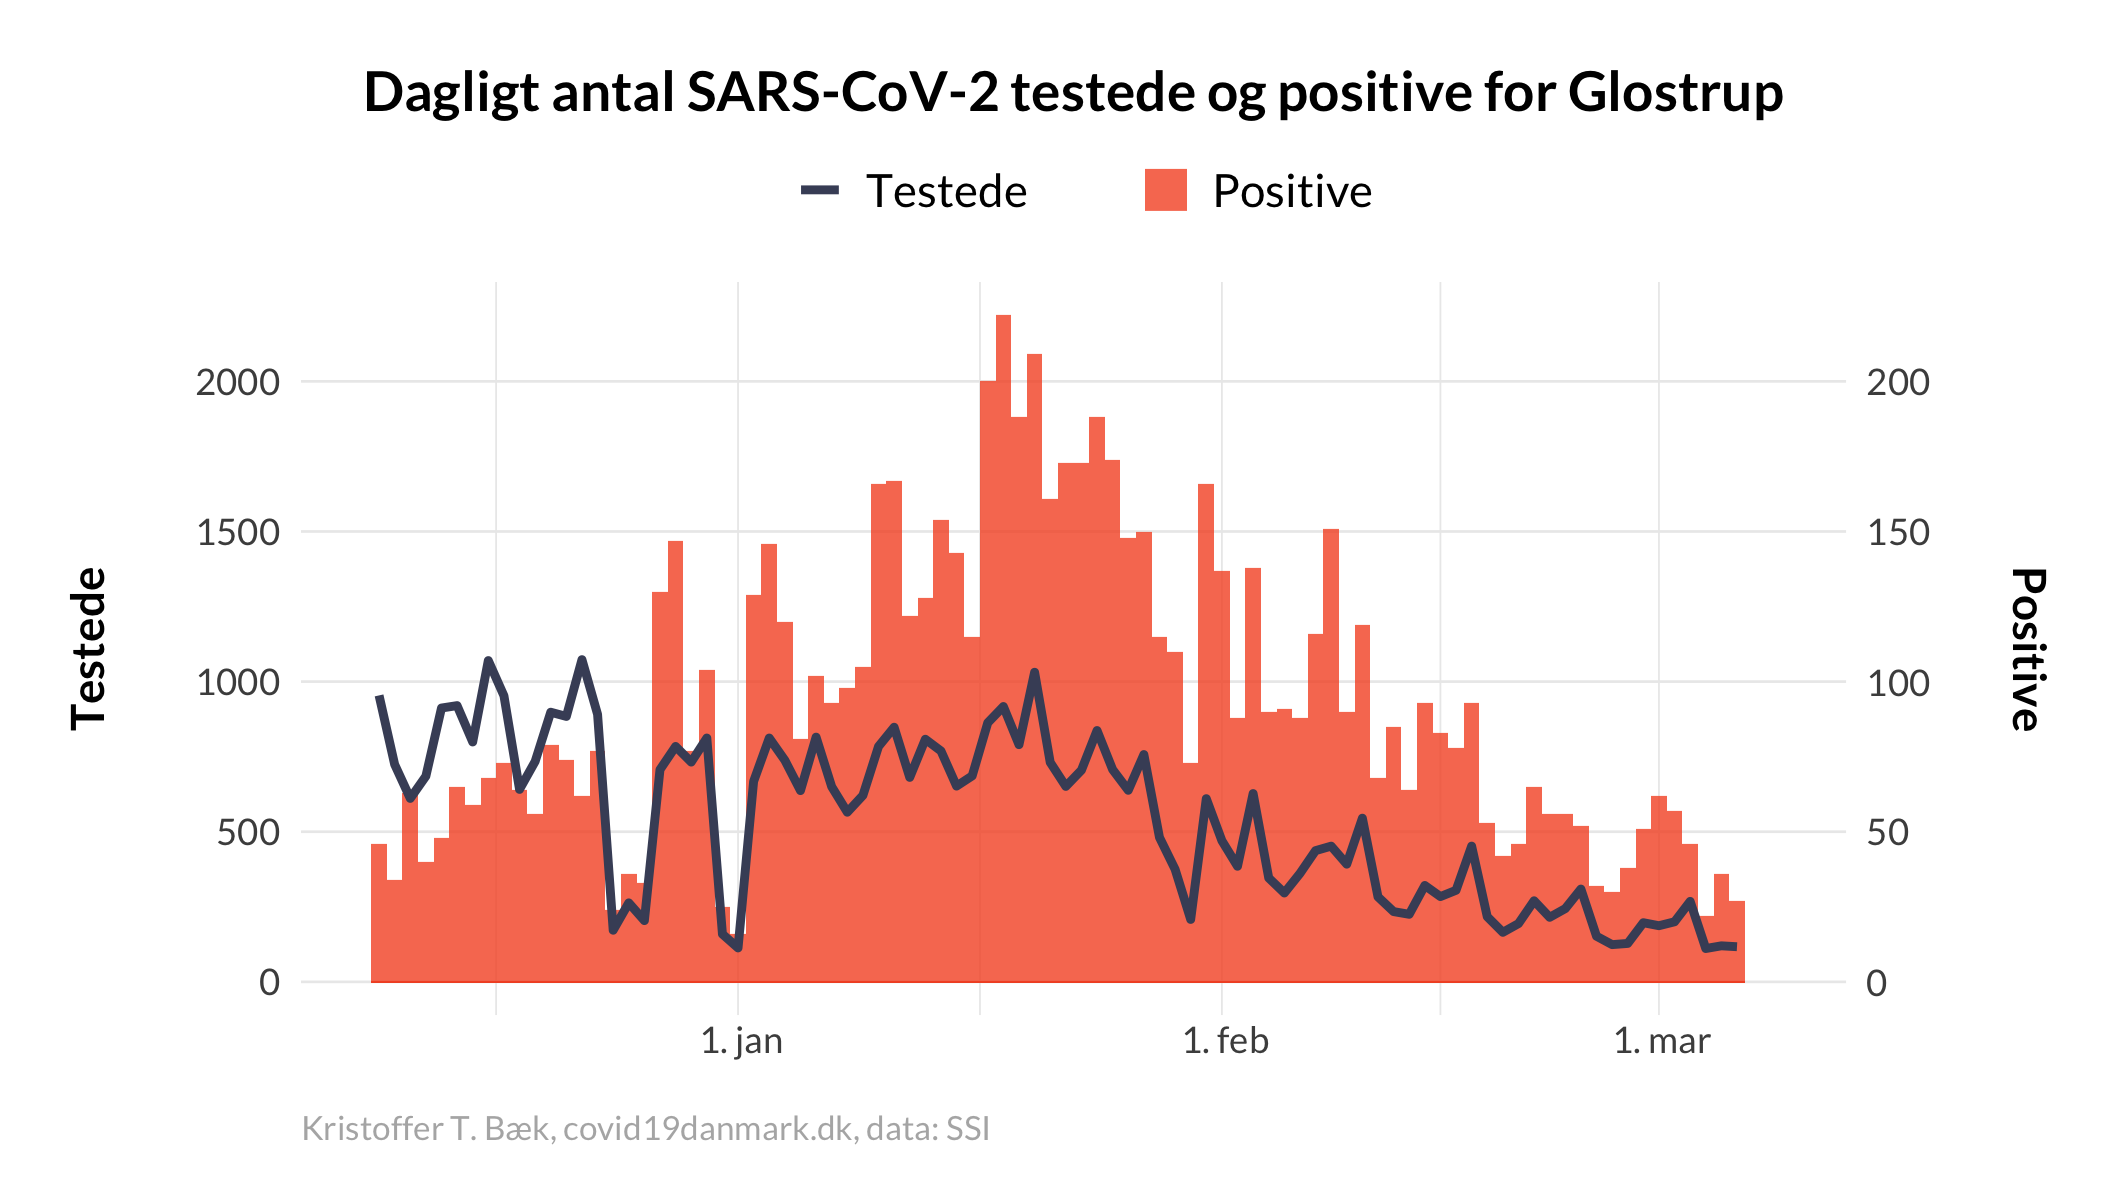 Dagligt antal SARS-CoV-2 testede og positive for Glostrup
Testede
Positive
2000
1500
1000
500
0
Testede
200
150
100
50
0
Positive
1. jan
1. feb
1. mar
Kristoffer T. Bæk, covid19danmark.dk, data: SSI